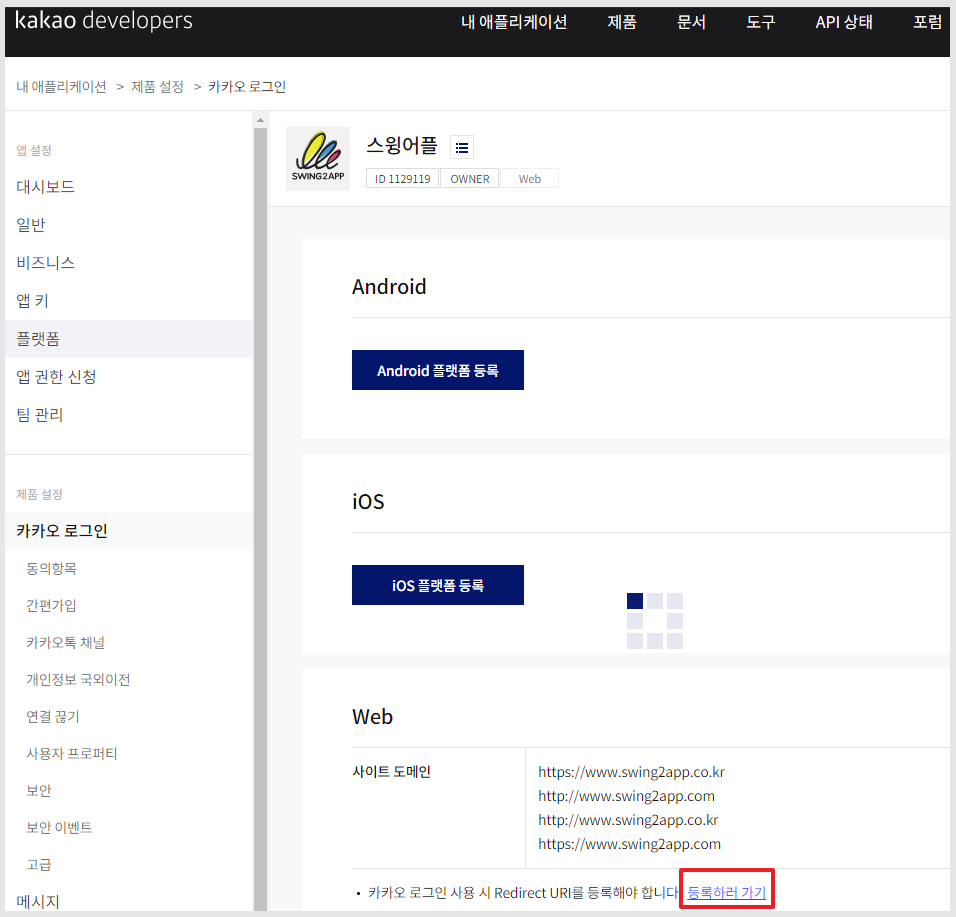 kakao developers
내 애플리케이션 제품 문서 도구 API 상태 포럼
내 애플리케이션 > 제품 설정 > 카카오 로그인
앱 설정
대시보드
일반
비즈니스
앱 키
플랫폼
앱 권한 신청
팀 관리
제품 설정
카카오 로그인
동의항목
간편가입
카카오톡 채널
개인정보 국외이전
연결 끊기
사용자 프로퍼티
보안
보안 이벤트
고급
메시지
SWING2APP
스윙어플
ID 1129119 OWNER Web
Android
Android 플랫폼 등록
iOS
iOS 플랫폼 등록
Web
사이트 도메인
https://www.swing2app.co.kr
http://www.swing2app.com
http://www.swing2app.co.kr
https://www.swing2app.com
• 카카오 로그인 사용 시 Redirect URI를 등록해야 합니다 등록하러 가기